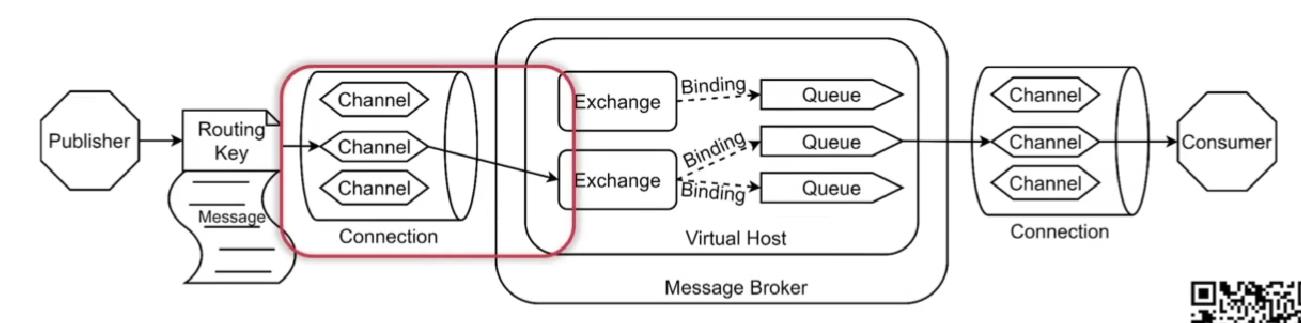 Publisher
Routing
Key
Message
Channel
Channel
Channel
Connection
Exchange
Exchange
Binding
Binding
Binding
Queue
Queue
Queue
Virtual Host
Message Broker
Channel
Channel
Channel
Connection
Consumer